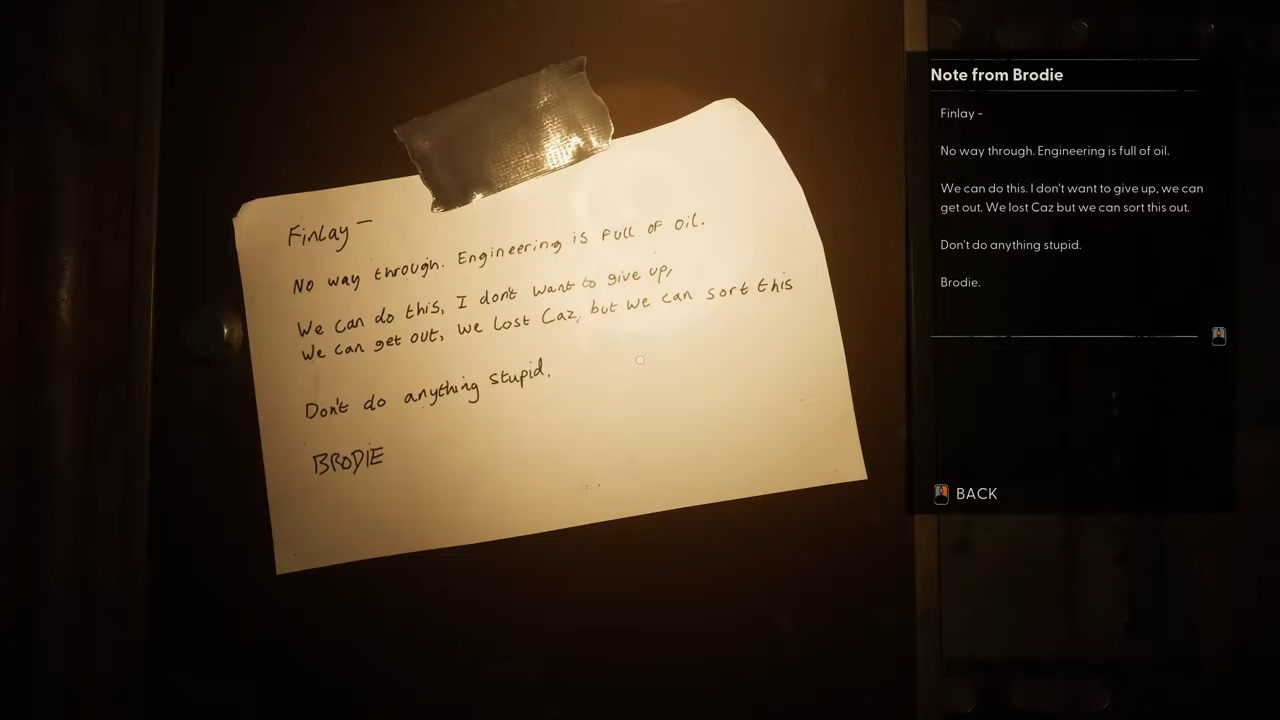 Finlay -
No way through. Engineering is full of oil.
We can do this, I don't want to give up,
We can get out, we lost Caz, but we can sort this
Don't do anything stupid.
BRODIE
Note from Brodie
Finlay -
No way through. Engineering is full of oil.
We can do this. I don't want to give up, we can
get out. We lost Caz but we can sort this out.
Don't do anything stupid.
Brodie.
BACK